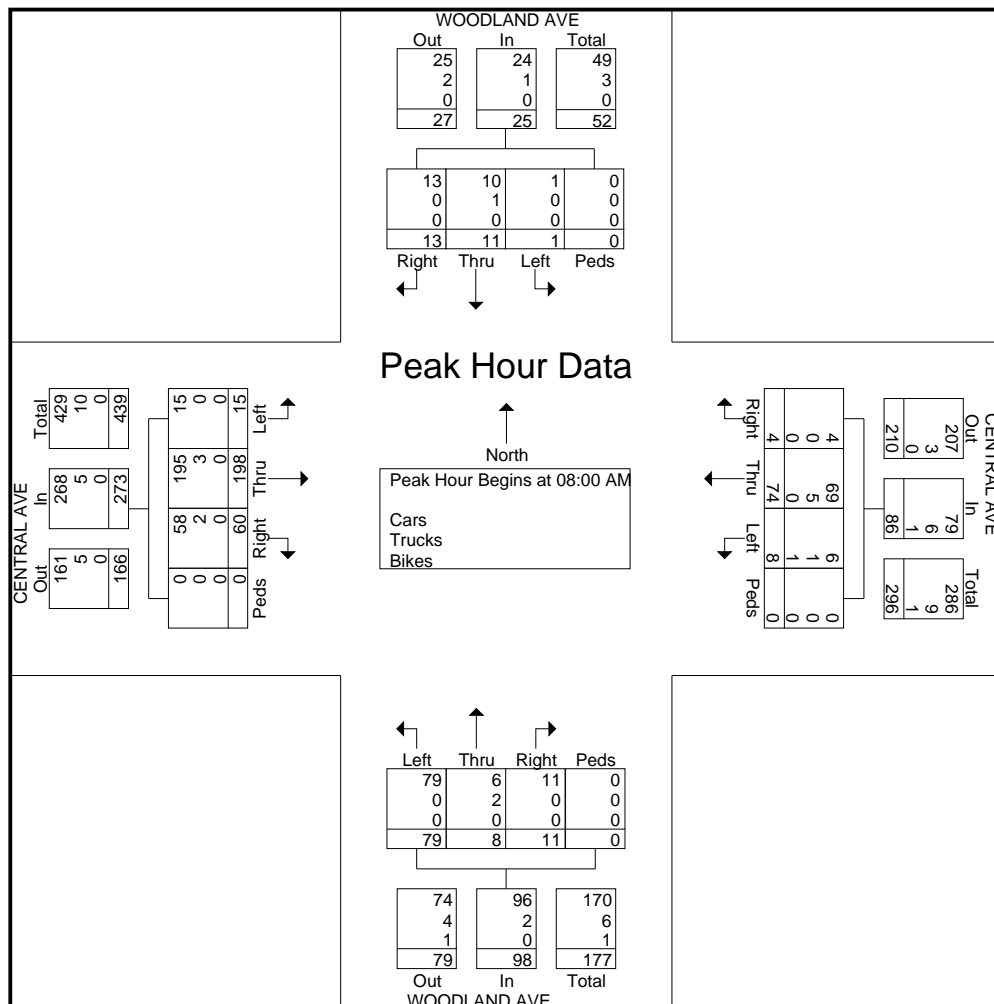 WOODLAND AVE
Out In Total
25 24 49
2 1 3
0 0 0
27 25 52
13 10 1 0
0 1 0 0
0 0 0 0
13 11 1 0
Right Thru Left Peds
Peak Hour Data
North
Peak Hour Begins at 08:00 AM
Cars
Trucks
Bikes
CENTRAL AVE
Out In Total
161 268 429
5 5 10
0 0 0
166 273 439
Left Thru Right Peds
15 195 58 0
0 3 2 0
0 0 0 0
15 198 60 0
CENTRAL AVE
Out In Total
207 79 286
3 6 9
0 1 1
210 86 296
4 69 6 0
0 5 1 0
0 0 1 0
4 74 8 0
Right Thru Left Peds
Left Thru Right Peds
79 6 11 0
0 2 0 0
0 0 0 0
79 8 11 0
74 96 170
4 2 6
1 0 1
79 98 177
Out In Total
WOODLAND AVE